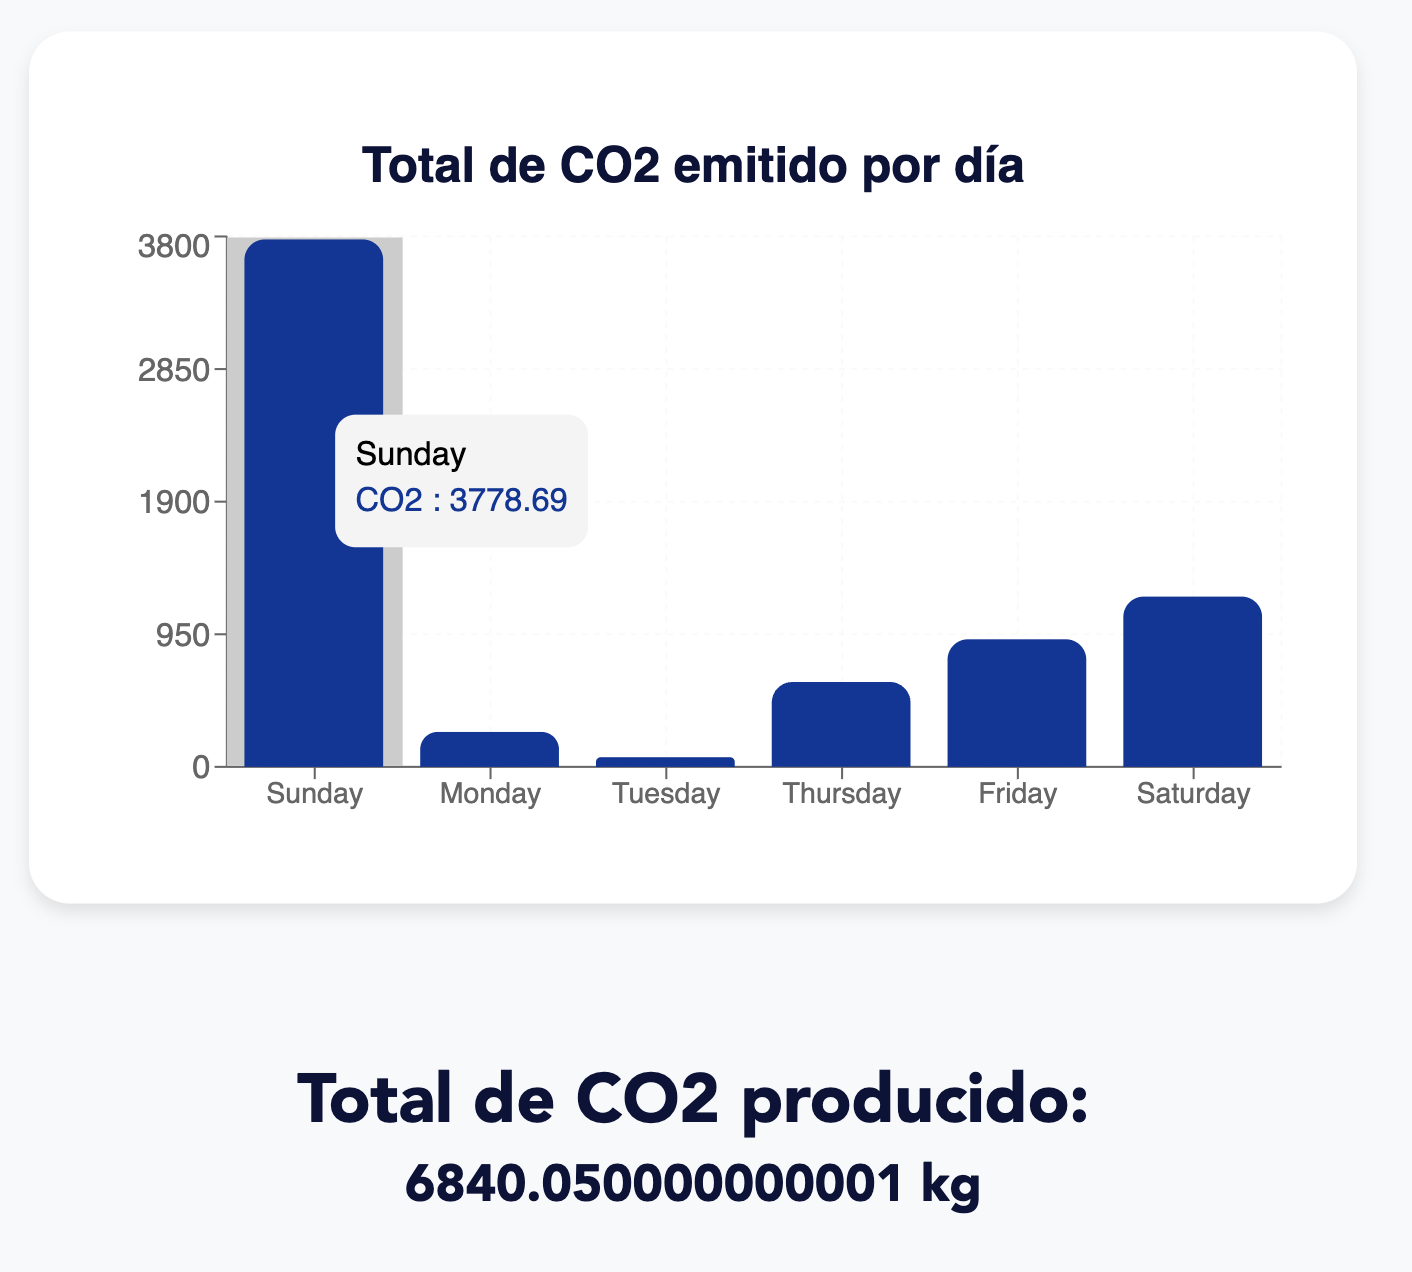 Total de CO2 emitido por día
3800
2850
1900
950
0
Sunday
CO2 : 3778.69
Sunday Monday Tuesday Thursday Friday Saturday
Total de CO2 producido:
6840.050000000001 kg